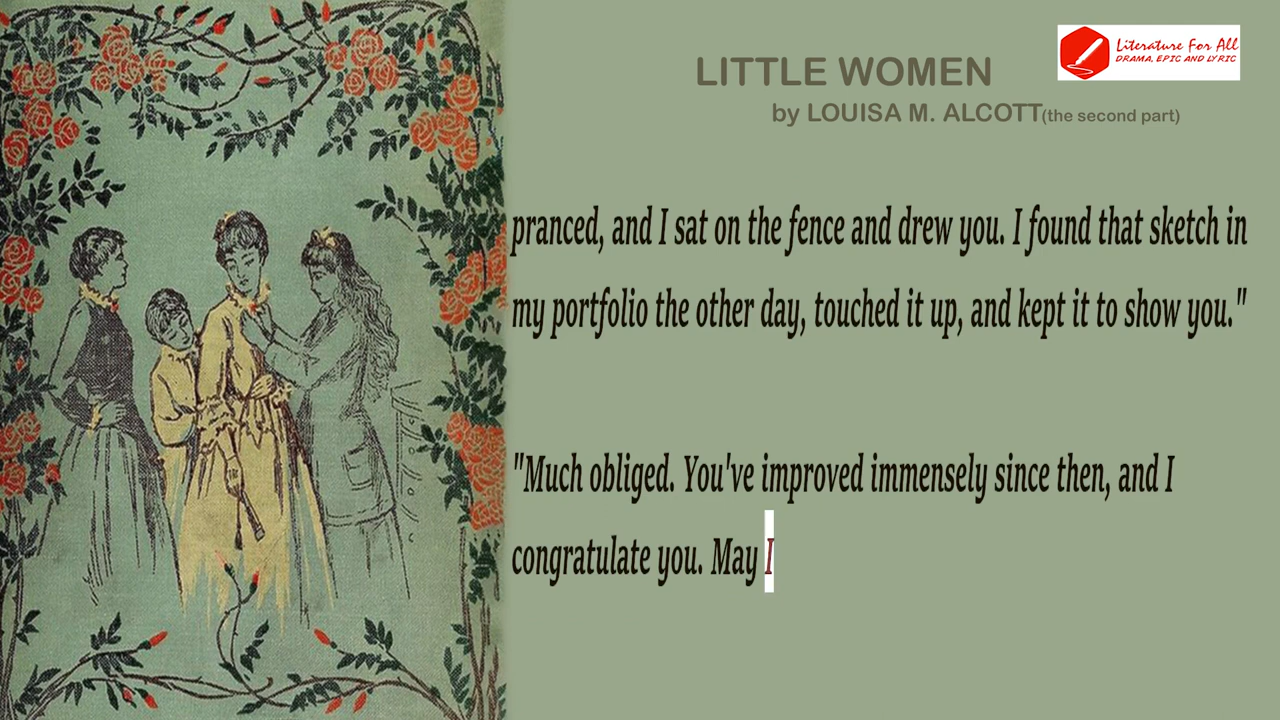 LITTLE WOMEN
by LOUISA M. ALCOTT(the second part)
Literature For All
DRAMA, EPIC AND LYRIC
pranced, and I sat on the fence and drew you. I found that sketch in
my portfolio the other day, touched it up, and kept it to show you."
"Much obliged. You've improved immensely since then, and I
congratulate you. May I